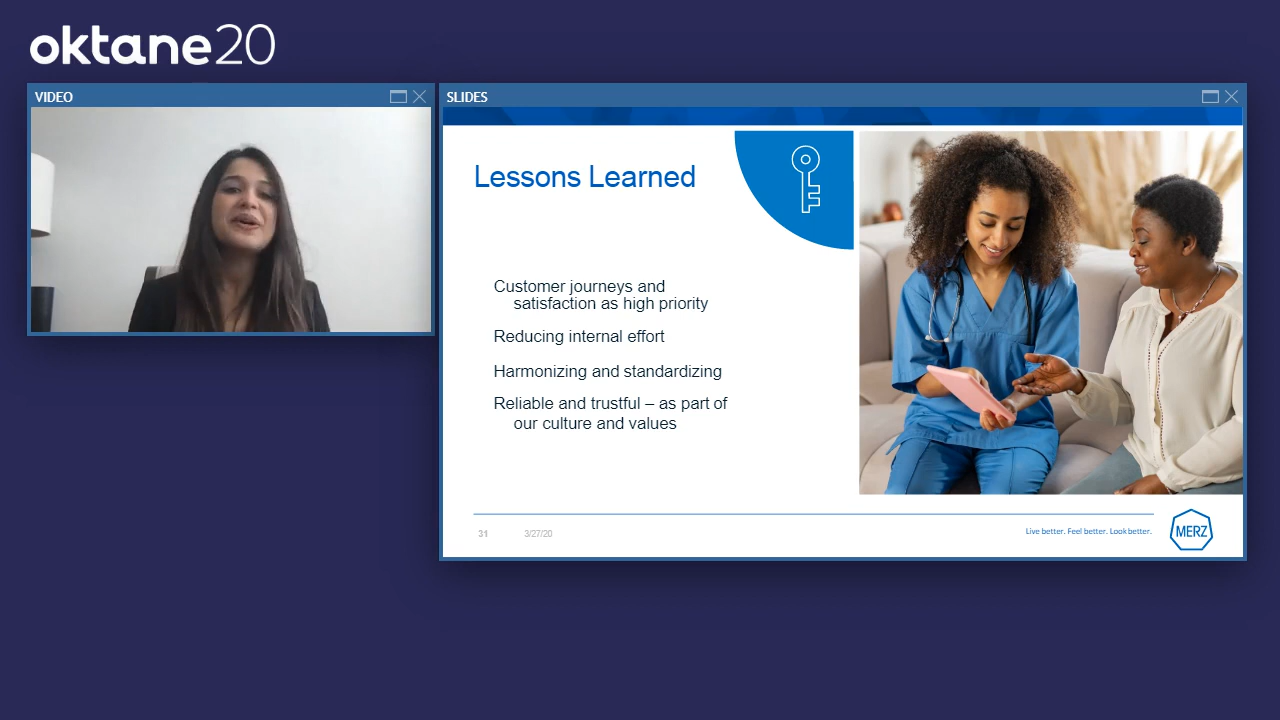 oktane20
VIDEO
SLIDES
Lessons Learned
Customer journeys and
satisfaction as high priority
Reducing internal effort
Harmonizing and standardizing
Reliable and trustful – as part of
our culture and values
31
3/27/20
Live better. Feel better. Look better.
MERZ